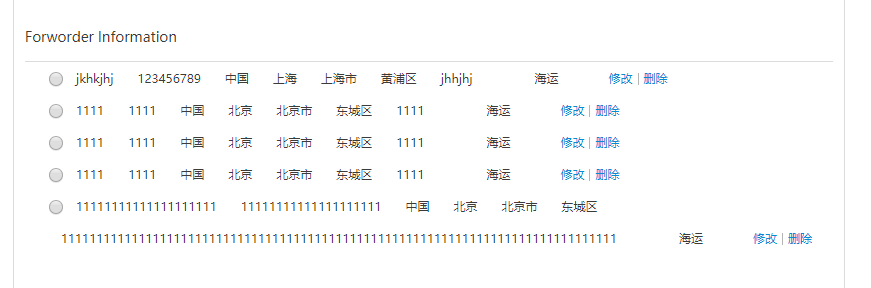 Forworder Information
jkhkjhj 123456789 中国 上海 上海市 黄浦区 jhhjhj 海运 修改 | 删除
1111 1111 中国 北京 北京市 东城区 1111 海运 修改 | 删除
1111 1111 中国 北京 北京市 东城区 1111 海运 修改 | 删除
1111 1111 中国 北京 北京市 东城区 1111 海运 修改 | 删除
11111111111111111111 11111111111111111111 中国 北京 北京市 东城区
1111111111111111111111111111111111111111111111111111111111111111111111111111111 海运 修改 | 删除